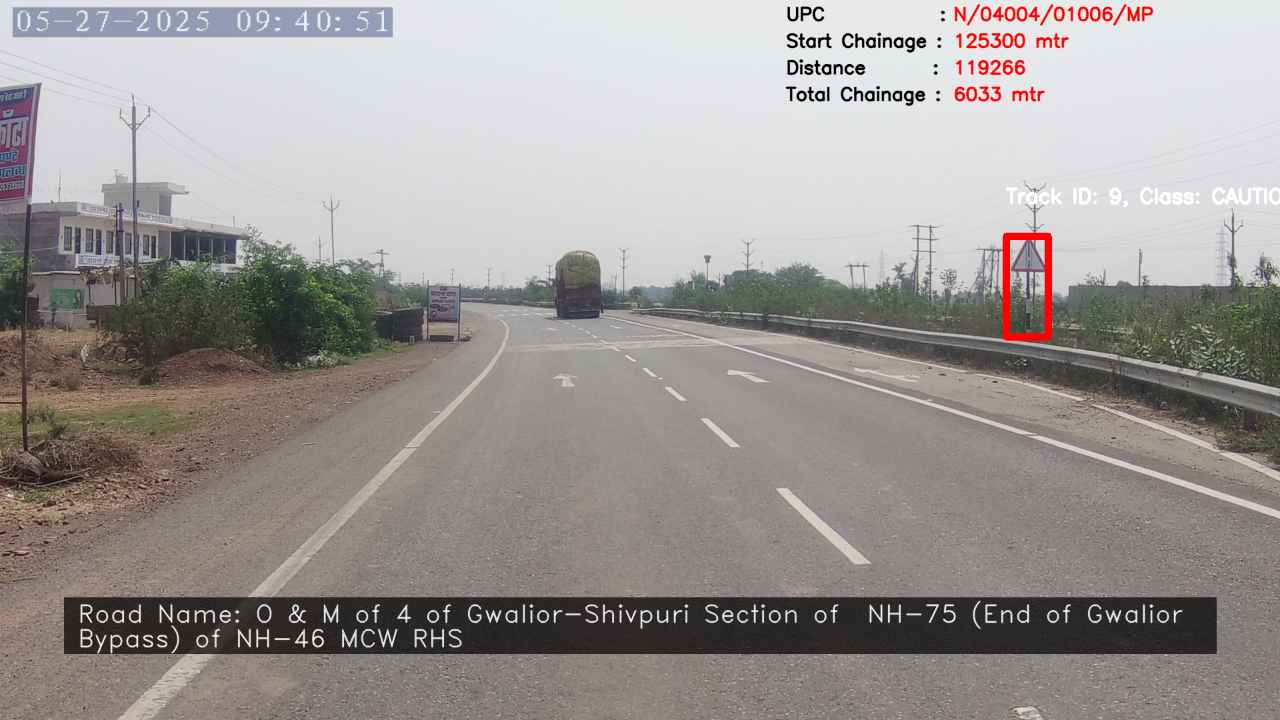 05-27-2025 09:40:51
UPC : N/04004/01006/MP
Start Chainage : 125300 mtr
Distance : 119266
Total Chainage : 6033 mtr
Track ID: 9, Class: CAUTIO
Road Name: O & M of 4 of Gwalior-Shivpuri Section of NH-75 (End of Gwalior
Bypass) of NH-46 MCW RHS